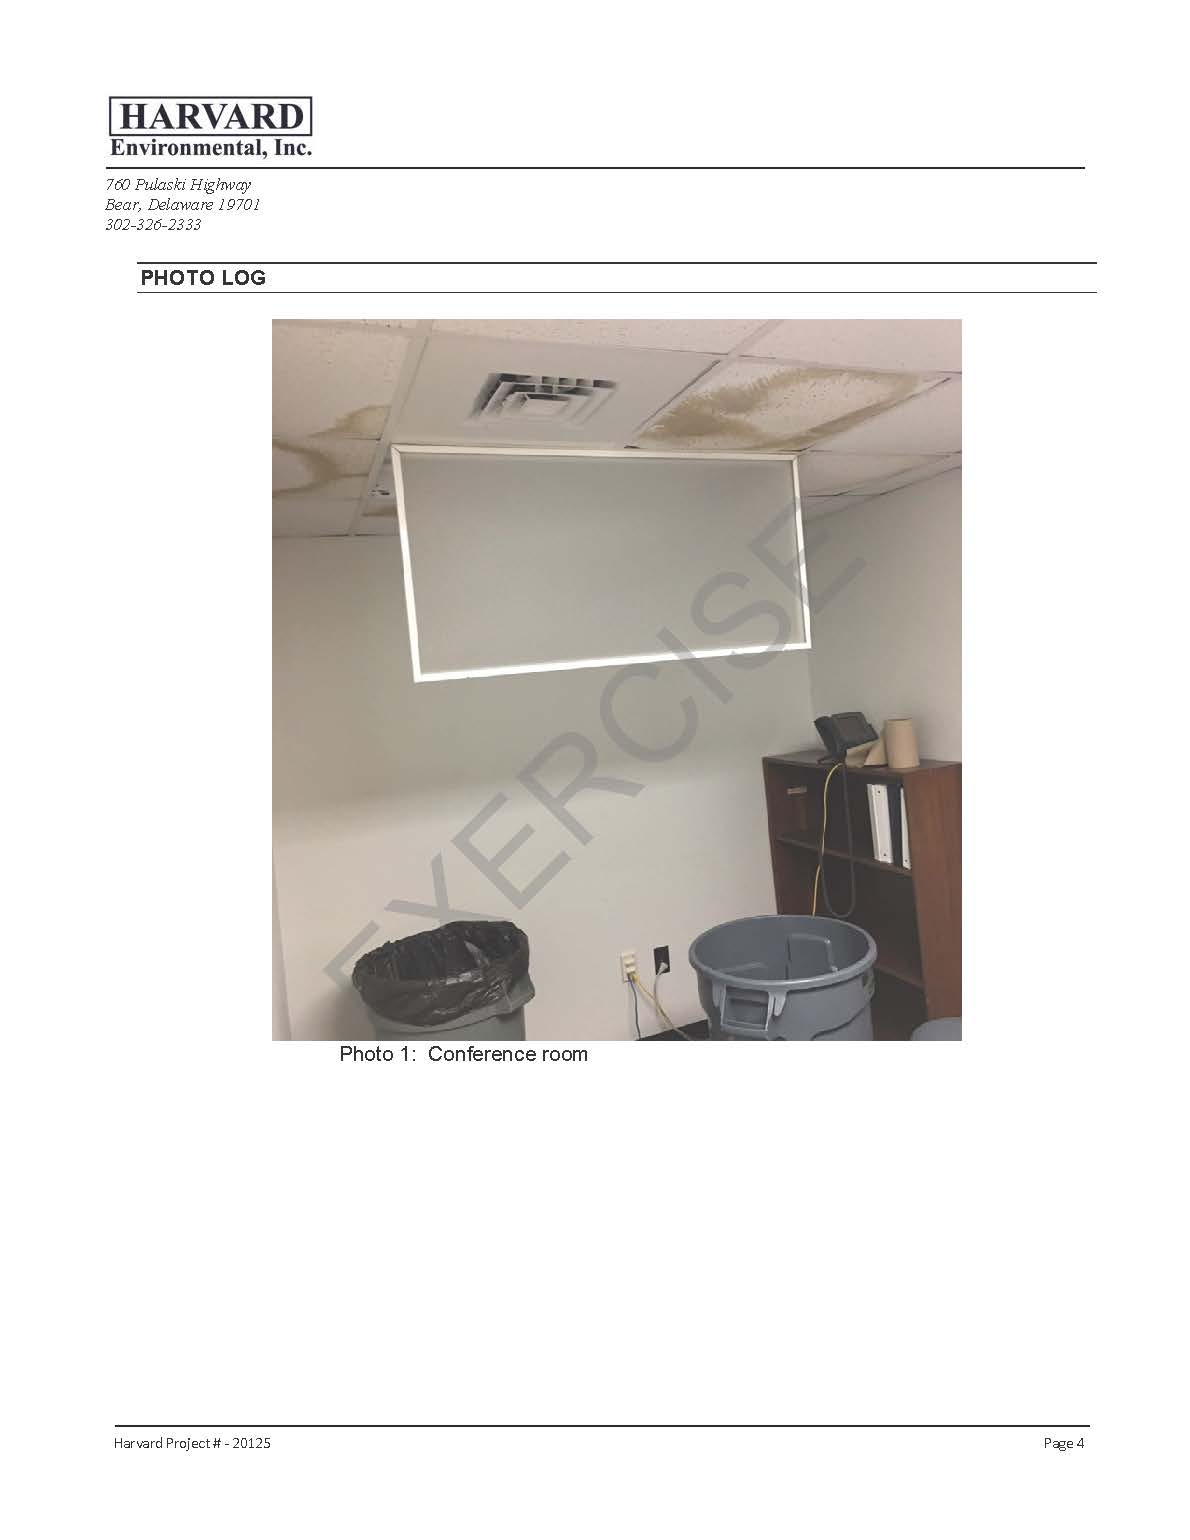 HARVARD
Environmental, Inc.
760 Pulaski Highway
Bear, Delaware 19701
302-326-2333
PHOTO LOG
EXERCISE
Photo 1: Conference room
Harvard Project # - 20125
Page 4